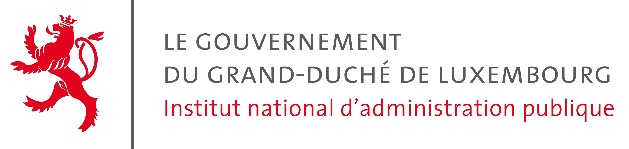 LE GOUVERNEMENT
DU GRAND-DUCHÉ DE LUXEMBOURG
Institut national d'administration publique